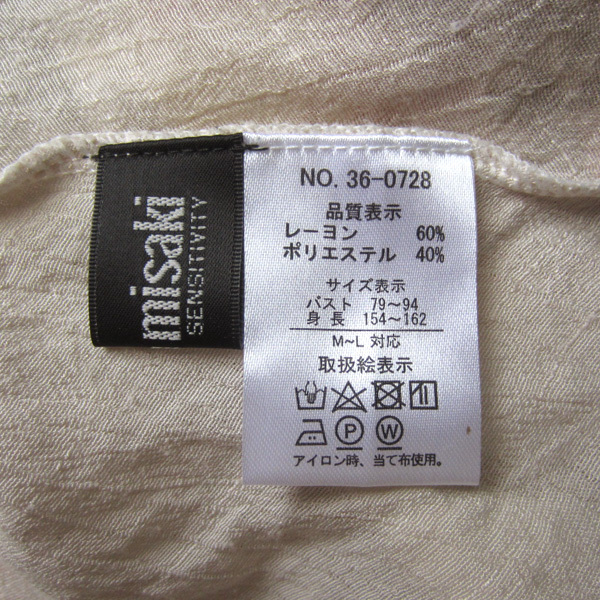 misaki
SENSITIVITY
NO. 36-0728
品質表示
レーヨン 60%
ポリエステル 40%
サイズ表示
バスト 79～94
身長 154～162
M~L 対応
取扱絵表示
P W
アイロン時、当て布使用。